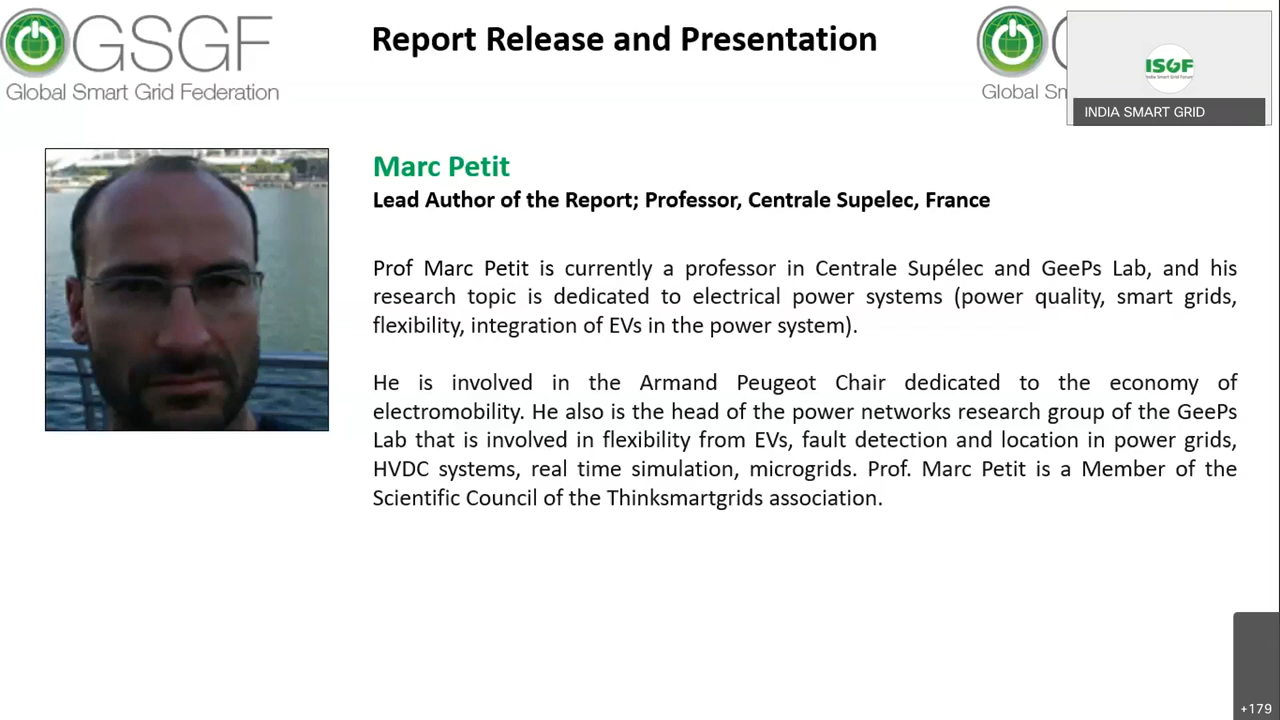 GSGF
Global Smart Grid Federation
Report Release and Presentation
Global Sm
ISGF
India Smart Grid Forum
INDIA SMART GRID
Marc Petit
Lead Author of the Report; Professor, Centrale Supelec, France
Prof Marc Petit is currently a professor in Centrale Supélec and GeePs Lab, and his
research topic is dedicated to electrical power systems (power quality, smart grids,
flexibility, integration of EVs in the power system).
He is involved in the Armand Peugeot Chair dedicated to the economy of
electromobility. He also is the head of the power networks research group of the GeePs
Lab that is involved in flexibility from EVs, fault detection and location in power grids,
HVDC systems, real time simulation, microgrids. Prof. Marc Petit is a Member of the
Scientific Council of the Thinksmartgrids association.
+179